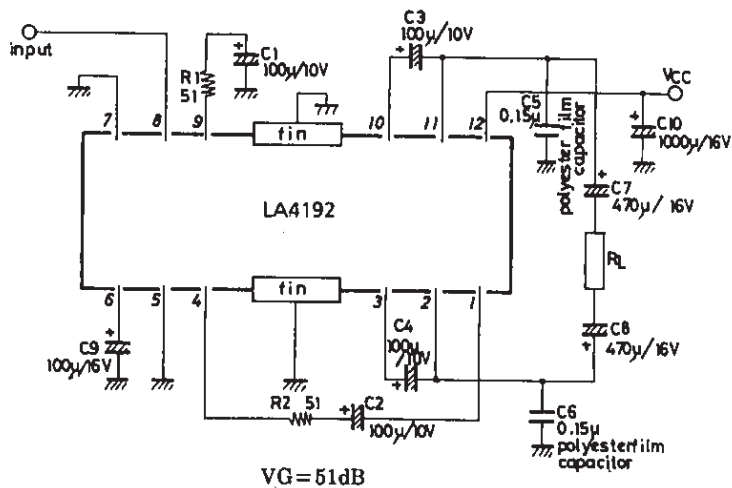 input
C1
100µ/10V
R1
51
C3
100µ/10V
VCC
C5
0.15µ
polyester film
capacitor
C10
1000µ/16V
7
8
9
fin
10
11
12
C7
470µ/16V
LA4192
RL
6
5
4
fin
3
2
1
C9
100µ/16V
C4
100µ
/10V
C8
470µ/16V
R2 51
C2
100µ/10V
C6
0.15µ
polyesterfilm
capacitor
VG=51dB